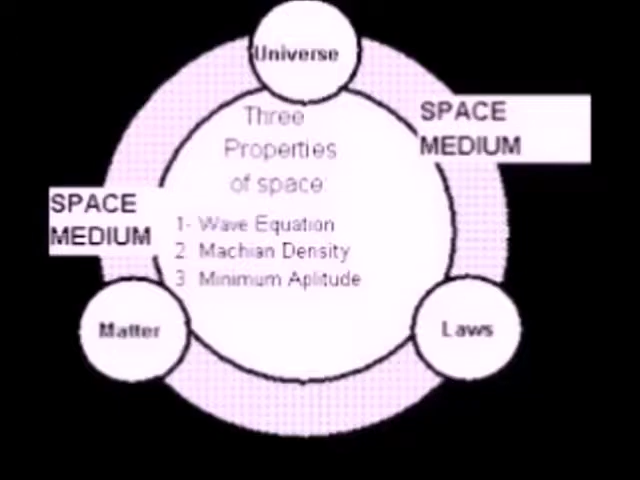 Universe
SPACE
MEDIUM
Three
Properties
of space
SPACE
MEDIUM
1- Wave Equation
2 Machian Density
3 Minimum Aplitude
Matter
Laws